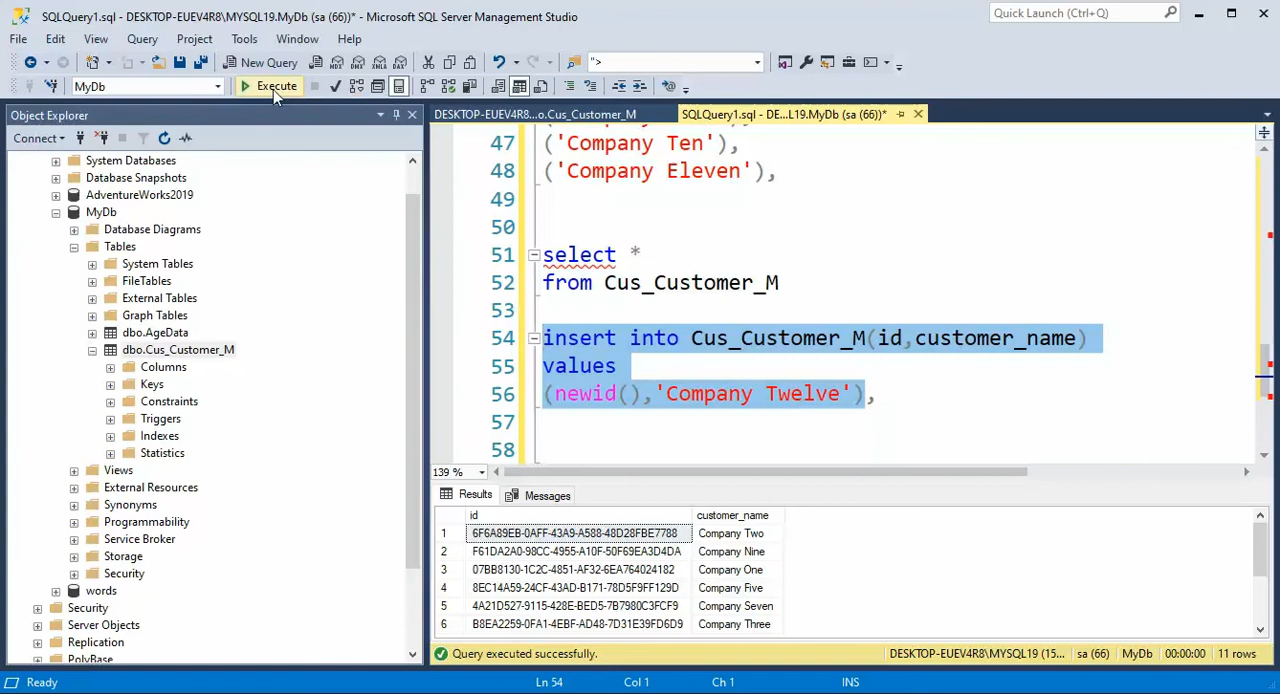 SQLQuery1.sql - DESKTOP-EUEV4R8\MYSQL19.MyDb (sa (66))* - Microsoft SQL Server Management Studio
Quick Launch (Ctrl+Q)
File Edit View Query Project Tools Window Help
New Query
MDX DMX XMLA DAX
">
MyDb
Execute
Object Explorer
Connect
System Databases
Database Snapshots
AdventureWorks2019
MyDb
Database Diagrams
Tables
System Tables
FileTables
External Tables
Graph Tables
dbo.AgeData
dbo.Cus_Customer_M
Columns
Keys
Constraints
Triggers
Indexes
Statistics
Views
External Resources
Synonyms
Programmability
Service Broker
Storage
Security
words
Security
Server Objects
Replication
PolyBase
DESKTOP-EUEV4R8...o.Cus_Customer_M
SQLQuery1.sql - DE...L19.MyDb (sa (66))*
47 ('Company Ten'),
48 ('Company Eleven'),
49
50
51 select *
52 from Cus_Customer_M
53
54 insert into Cus_Customer_M(id,customer_name)
55 values
56 (newid(),'Company Twelve'),
57
58
139 %
Results Messages
id customer_name
1 6F6A89EB-0AFF-43A9-A588-48D28FBE7788 Company Two
2 F61DA2A0-98CC-4955-A10F-50F69EA3D4DA Company Nine
3 07BB8130-1C2C-4851-AF32-6EA764024182 Company One
4 8EC14A59-24CF-43AD-B171-78D5F9FF129D Company Five
5 4A21D527-9115-428E-BED5-7B7980C3FCF9 Company Seven
6 B8EA2259-0FA1-4EBF-AD48-7D31E39FD6D9 Company Three
Query executed successfully. DESKTOP-EUEV4R8\MYSQL19 (15... sa (66) MyDb 00:00:00 11 rows
Ready Ln 54 Col 1 Ch 1 INS